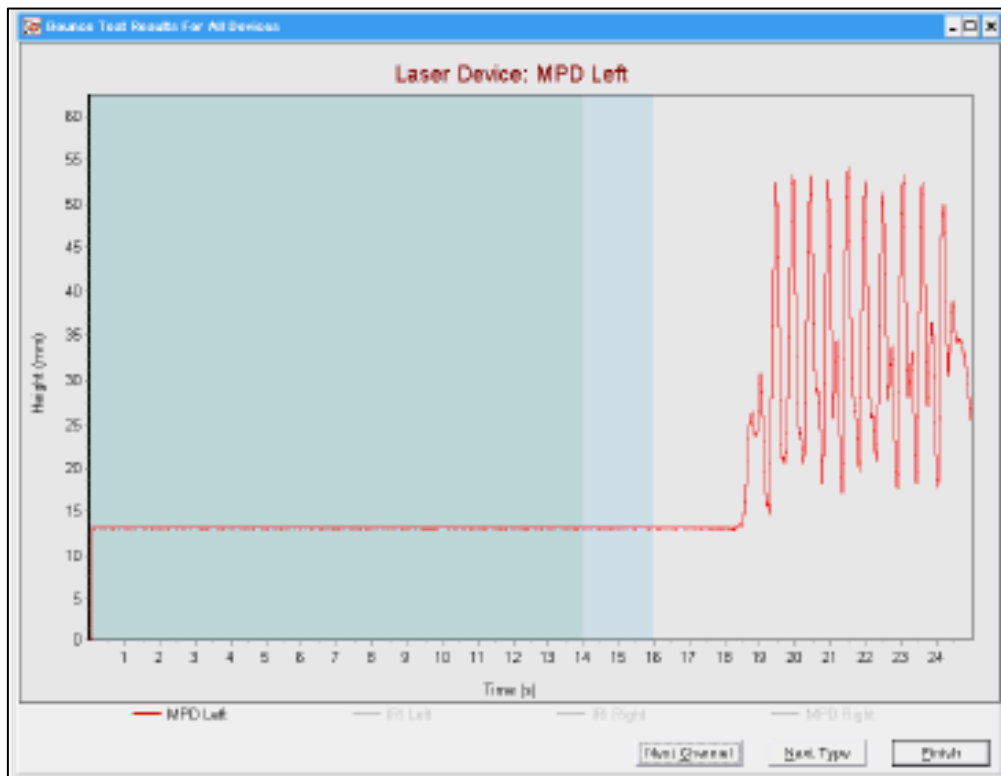 Bounce Test Results For All Devices
Laser Device: MPD Left
60
55
50
45
40
35
30
25
20
15
10
5
0
Height (mm)
1 2 3 4 5 6 7 8 9 10 11 12 13 14 15 16 17 18 19 20 21 22 23 24
Time (s)
MPD Left IRI Left IRI Right MPD Right
Next Channel Next Type Finish